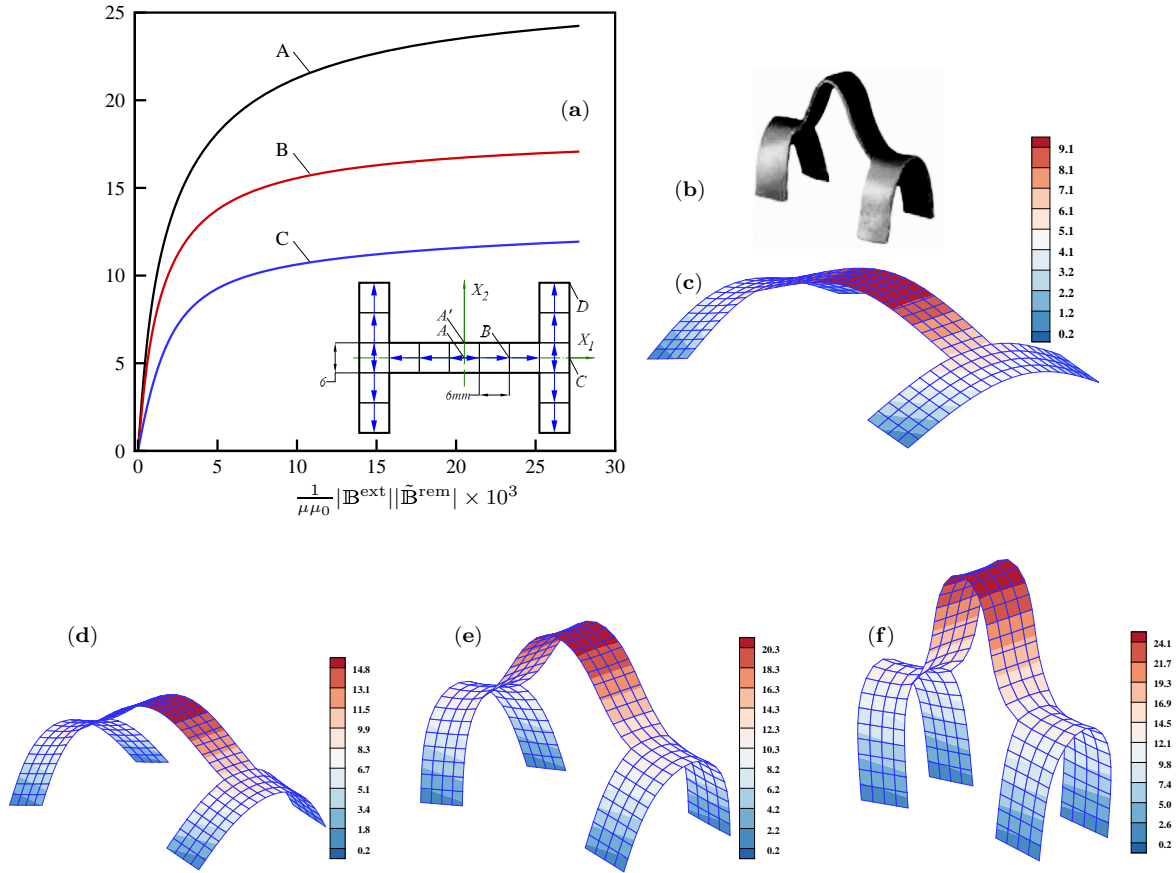 25
20
15
10
5
0
0 5 10 15 20 25 30
A
B
C
(a)
X2
A'
A
B
D
X1
C
6
6mm
1/μμ0 |𝔹^ext||𝔹̃^rem| × 10^3
(b)
(c)
9.1
8.1
7.1
6.1
5.1
4.1
3.2
2.2
1.2
0.2
(d)
14.8
13.1
11.5
9.9
8.3
6.7
5.1
3.4
1.8
0.2
(e)
20.3
18.3
16.3
14.3
12.3
10.3
8.2
6.2
4.2
2.2
0.2
(f)
24.1
21.7
19.3
16.9
14.5
12.1
9.8
7.4
5.0
2.6
0.2